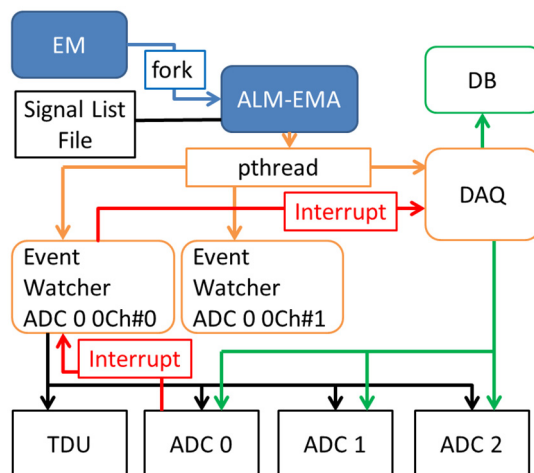 EM
fork
DB
ALM-EMA
Signal List
File
pthread
DAQ
Interrupt
Event
Watcher
ADC 0 0Ch#0
Event
Watcher
ADC 0 0Ch#1
Interrupt
TDU
ADC 0
ADC 1
ADC 2